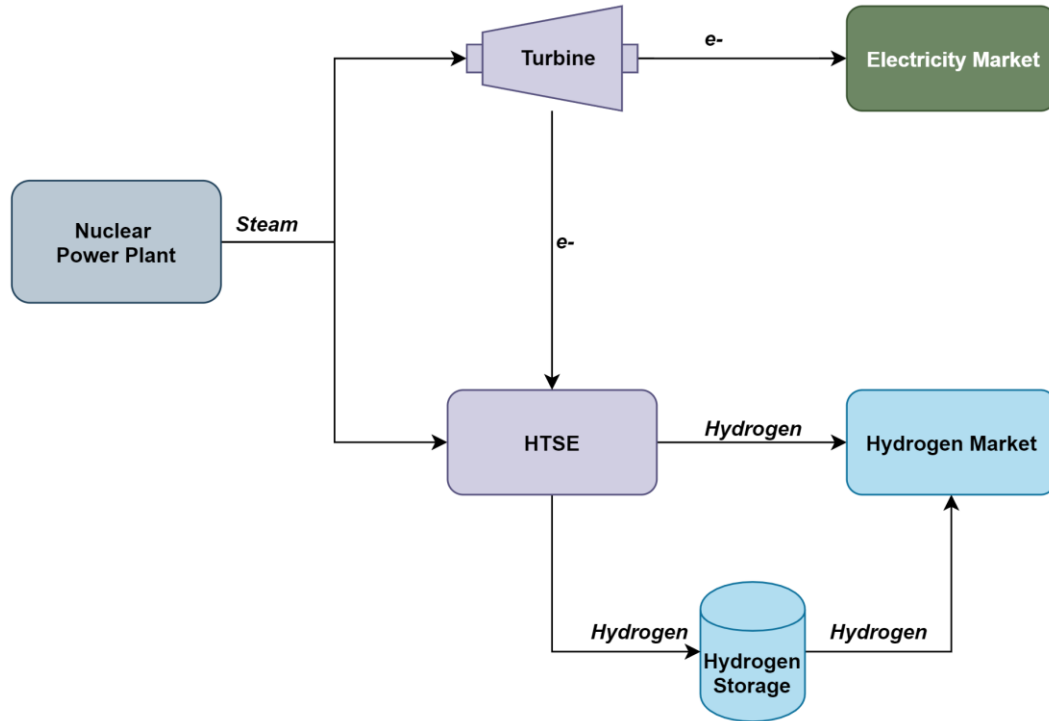 Turbine
e-
Electricity Market
Nuclear
Power Plant
Steam
e-
HTSE
Hydrogen
Hydrogen Market
Hydrogen
Hydrogen
Storage
Hydrogen